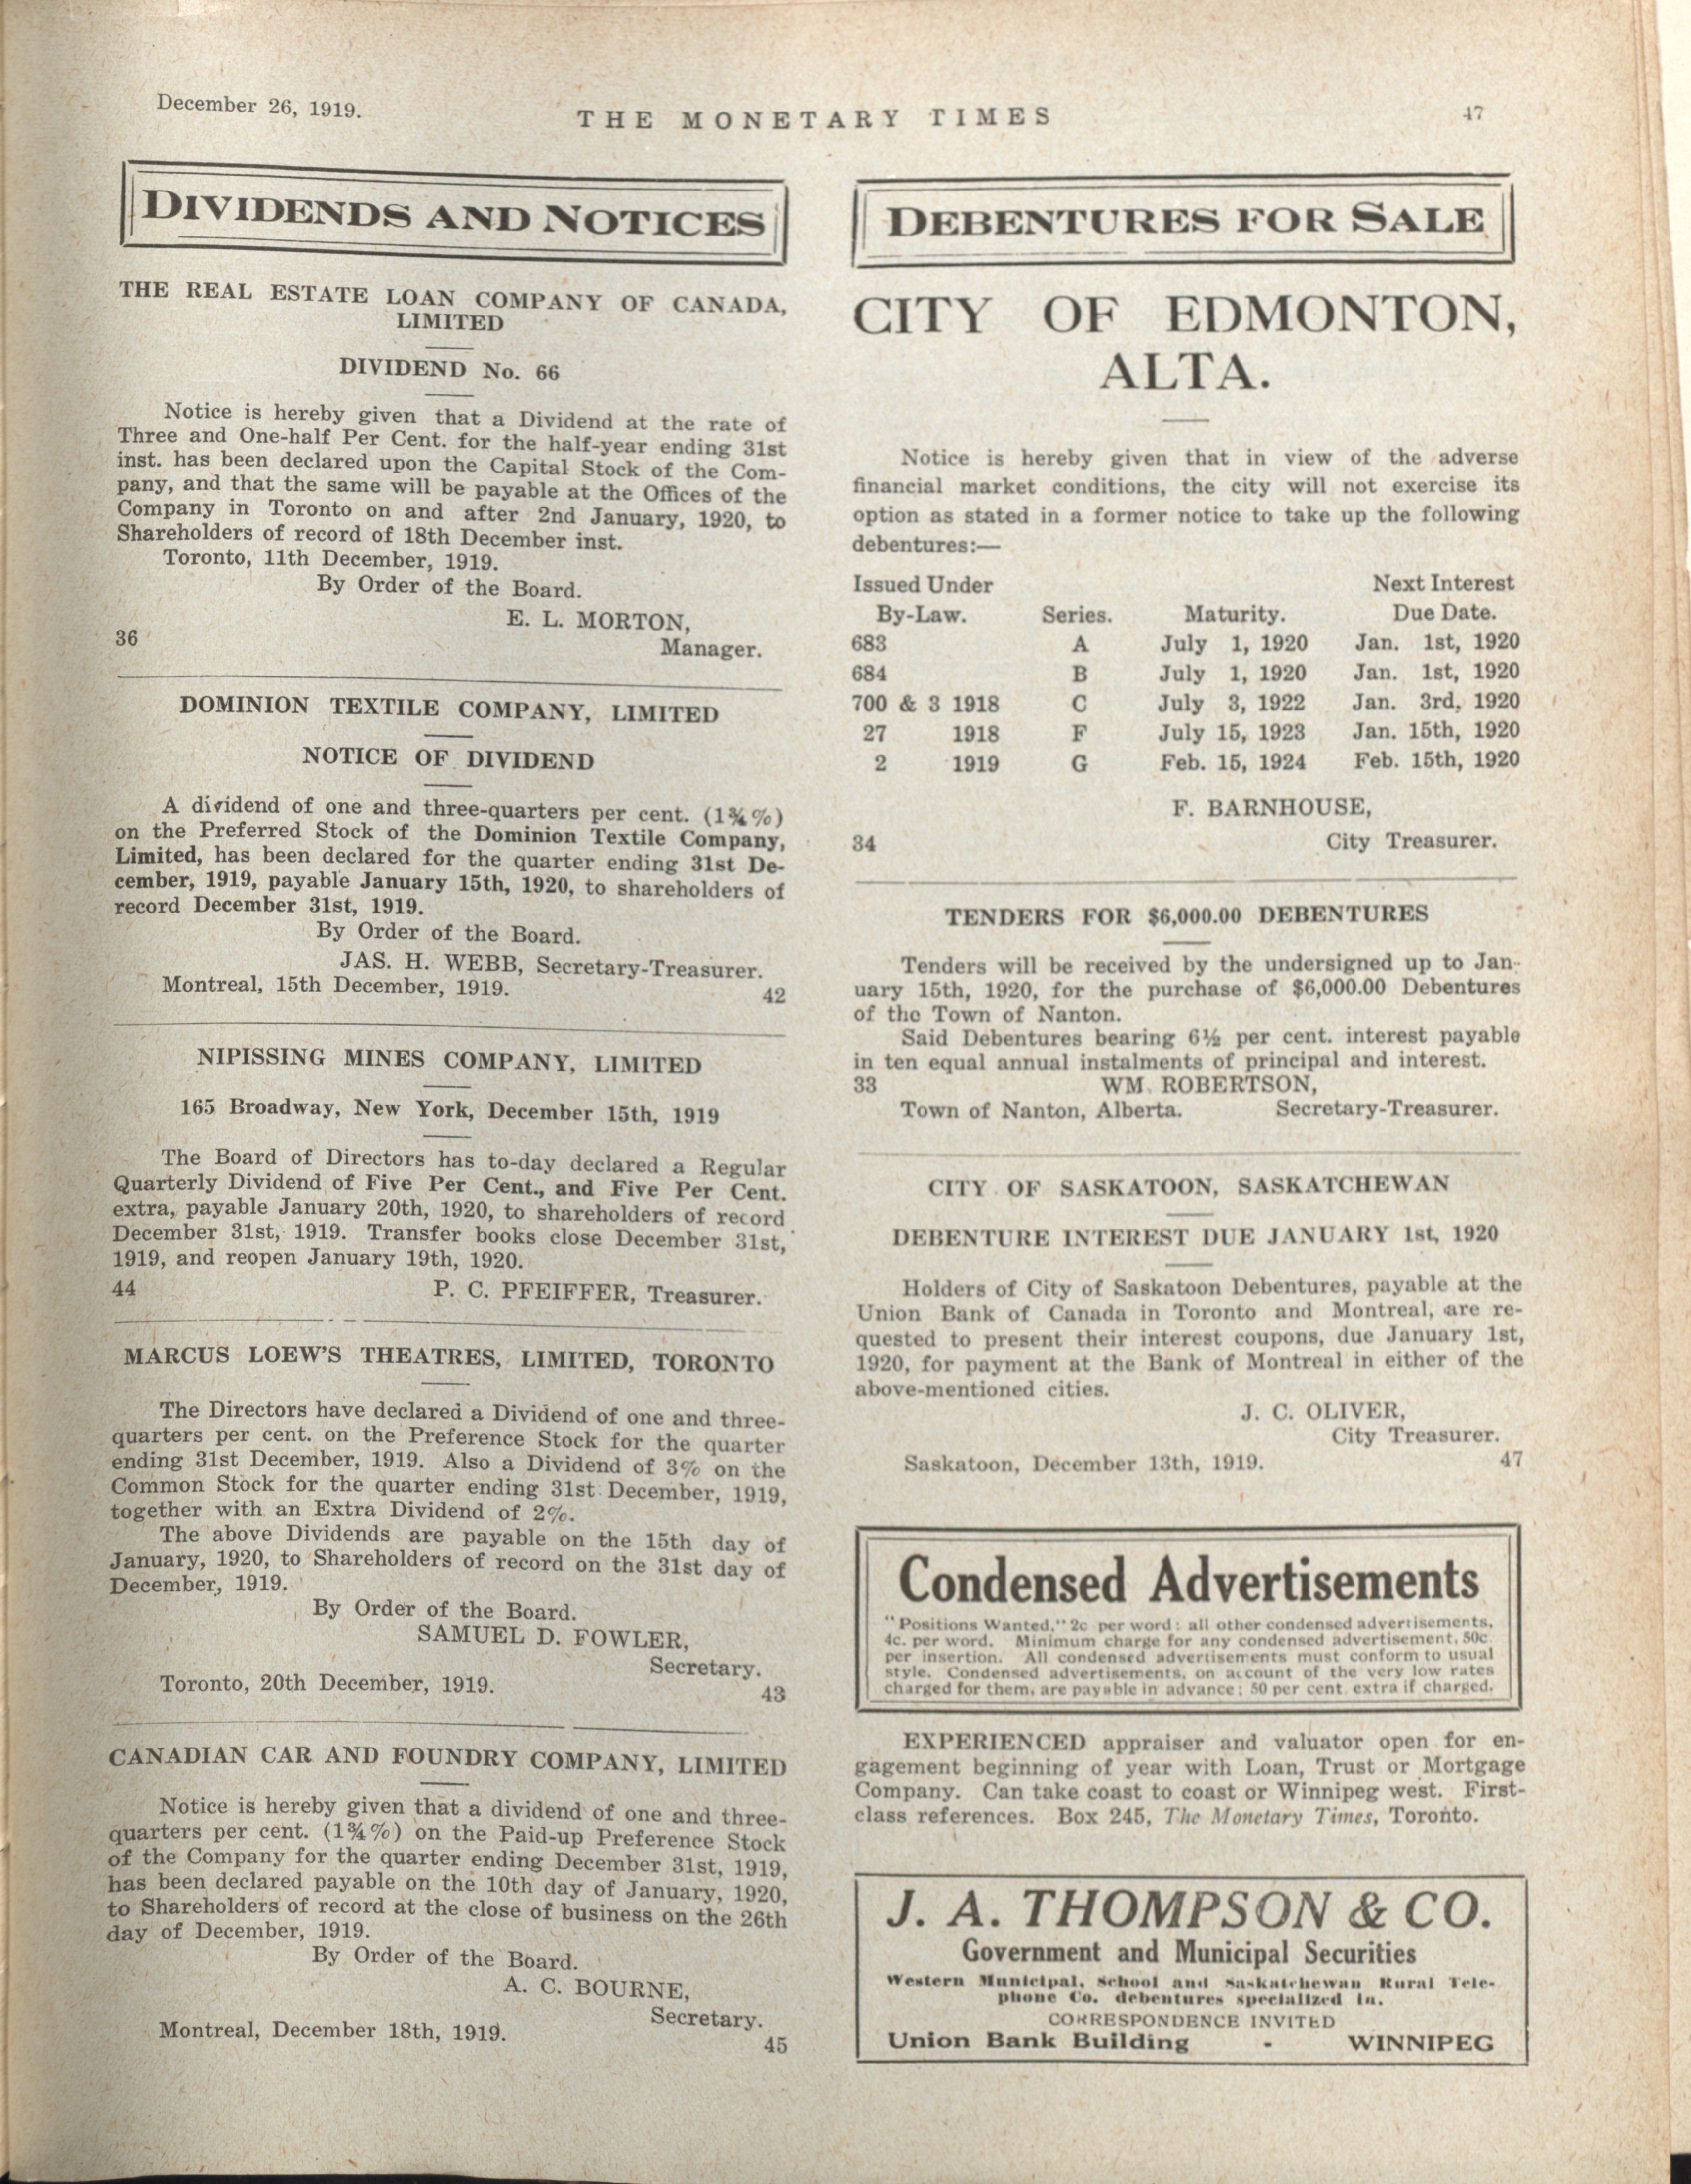 December 26, 1919.
THE MONETARY TIMES
47
DIVIDENDS AND NOTICES
THE REAL ESTATE LOAN COMPANY OF CANADA,
LIMITED
DIVIDEND No. 66
Notice is hereby given that a Dividend at the rate of
Three and One-half Per Cent. for the half-year ending 31st
inst. has been declared upon the Capital Stock of the Com-
pany, and that the same will be payable at the Offices of the
Company in Toronto on and after 2nd January, 1920, to
Shareholders of record of 18th December inst.
Toronto, 11th December, 1919.
By Order of the Board.
E. L. MORTON,
36
Manager.
DOMINION TEXTILE COMPANY, LIMITED
NOTICE OF DIVIDEND
A dividend of one and three-quarters per cent. (1¾%)
on the Preferred Stock of the Dominion Textile Company,
Limited, has been declared for the quarter ending 31st De-
cember, 1919, payable January 15th, 1920, to shareholders of
record December 31st, 1919.
By Order of the Board.
JAS. H. WEBB, Secretary-Treasurer.
Montreal, 15th December, 1919.
42
NIPISSING MINES COMPANY, LIMITED
165 Broadway, New York, December 15th, 1919
The Board of Directors has to-day declared a Regular
Quarterly Dividend of Five Per Cent., and Five Per Cent.
extra, payable January 20th, 1920, to shareholders of record
December 31st, 1919. Transfer books close December 31st,
1919, and reopen January 19th, 1920.
44
P. C. PFEIFFER, Treasurer.
MARCUS LOEW'S THEATRES, LIMITED, TORONTO
The Directors have declared a Dividend of one and three-
quarters per cent. on the Preference Stock for the quarter
ending 31st December, 1919. Also a Dividend of 3% on the
Common Stock for the quarter ending 31st December, 1919,
together with an Extra Dividend of 2%.
The above Dividends are payable on the 15th day of
January, 1920, to Shareholders of record on the 31st day of
December, 1919.
By Order of the Board.
SAMUEL D. FOWLER,
Secretary.
Toronto, 20th December, 1919.
43
CANADIAN CAR AND FOUNDRY COMPANY, LIMITED
Notice is hereby given that a dividend of one and three-
quarters per cent. (1¾%) on the Paid-up Preference Stock
of the Company for the quarter ending December 31st, 1919,
has been declared payable on the 10th day of January, 1920,
to Shareholders of record at the close of business on the 26th
day of December, 1919.
By Order of the Board.
A. C. BOURNE,
Secretary.
Montreal, December 18th, 1919.
45
DEBENTURES FOR SALE
CITY OF EDMONTON,
ALTA.
Notice is hereby given that in view of the adverse
financial market conditions, the city will not exercise its
option as stated in a former notice to take up the following
debentures:—
Issued Under Next Interest
By-Law. Series. Maturity. Due Date.
683 A July 1, 1920 Jan. 1st, 1920
684 B July 1, 1920 Jan. 1st, 1920
700 & 3 1918 C July 3, 1922 Jan. 3rd, 1920
27 1918 F July 15, 1923 Jan. 15th, 1920
2 1919 G Feb. 15, 1924 Feb. 15th, 1920
F. BARNHOUSE,
34
City Treasurer.
TENDERS FOR $6,000.00 DEBENTURES
Tenders will be received by the undersigned up to Jan-
uary 15th, 1920, for the purchase of $6,000.00 Debentures
of the Town of Nanton.
Said Debentures bearing 6½ per cent. interest payable
in ten equal annual instalments of principal and interest.
33 WM. ROBERTSON,
Town of Nanton, Alberta. Secretary-Treasurer.
CITY OF SASKATOON, SASKATCHEWAN
DEBENTURE INTEREST DUE JANUARY 1st, 1920
Holders of City of Saskatoon Debentures, payable at the
Union Bank of Canada in Toronto and Montreal, are re-
quested to present their interest coupons, due January 1st,
1920, for payment at the Bank of Montreal in either of the
above-mentioned cities.
J. C. OLIVER,
City Treasurer.
Saskatoon, December 13th, 1919.
47
Condensed Advertisements
"Positions Wanted," 2c per word: all other condensed advertisements,
4c. per word. Minimum charge for any condensed advertisement, 50c
per insertion. All condensed advertisements must conform to usual
style. Condensed advertisements, on account of the very low rates
charged for them, are payable in advance; 50 per cent extra if charged.
EXPERIENCED appraiser and valuator open for en-
gagement beginning of year with Loan, Trust or Mortgage
Company. Can take coast to coast or Winnipeg west. First-
class references. Box 245, The Monetary Times, Toronto.
J. A. THOMPSON & CO.
Government and Municipal Securities
Western Municipal, School and Saskatchewan Rural Tele-
phone Co. debentures specialized in.
CORRESPONDENCE INVITED
Union Bank Building - WINNIPEG